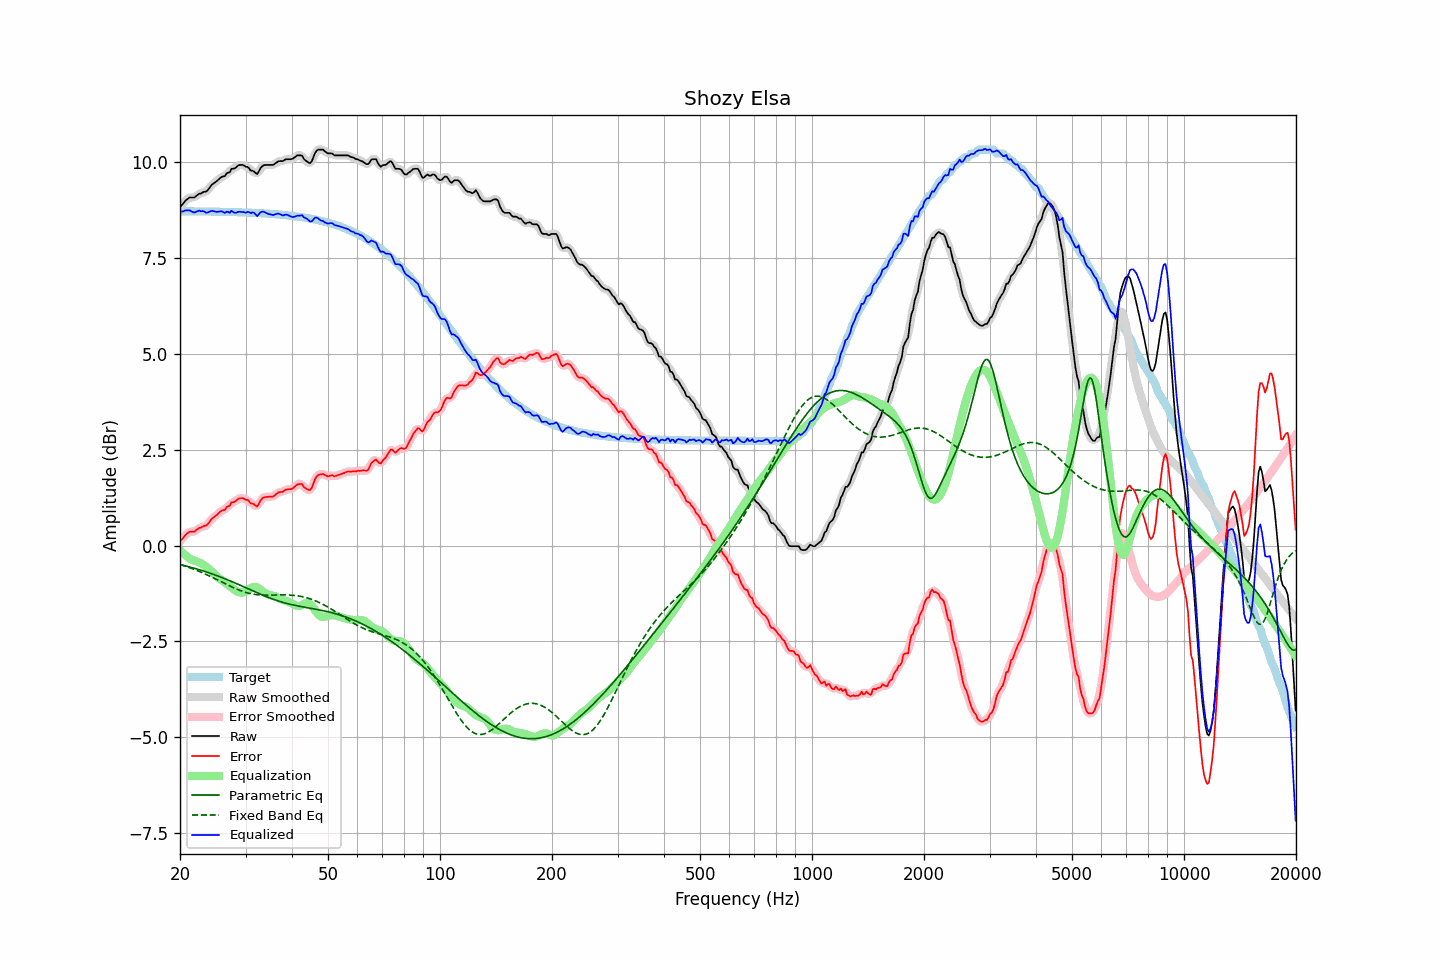 Shozy Elsa
Amplitude (dBr)
10.0
7.5
5.0
2.5
0.0
−2.5
−5.0
−7.5
Target
Raw Smoothed
Error Smoothed
Raw
Error
Equalization
Parametric Eq
Fixed Band Eq
Equalized
20 50 100 200 500 1000 2000 5000 10000 20000
Frequency (Hz)